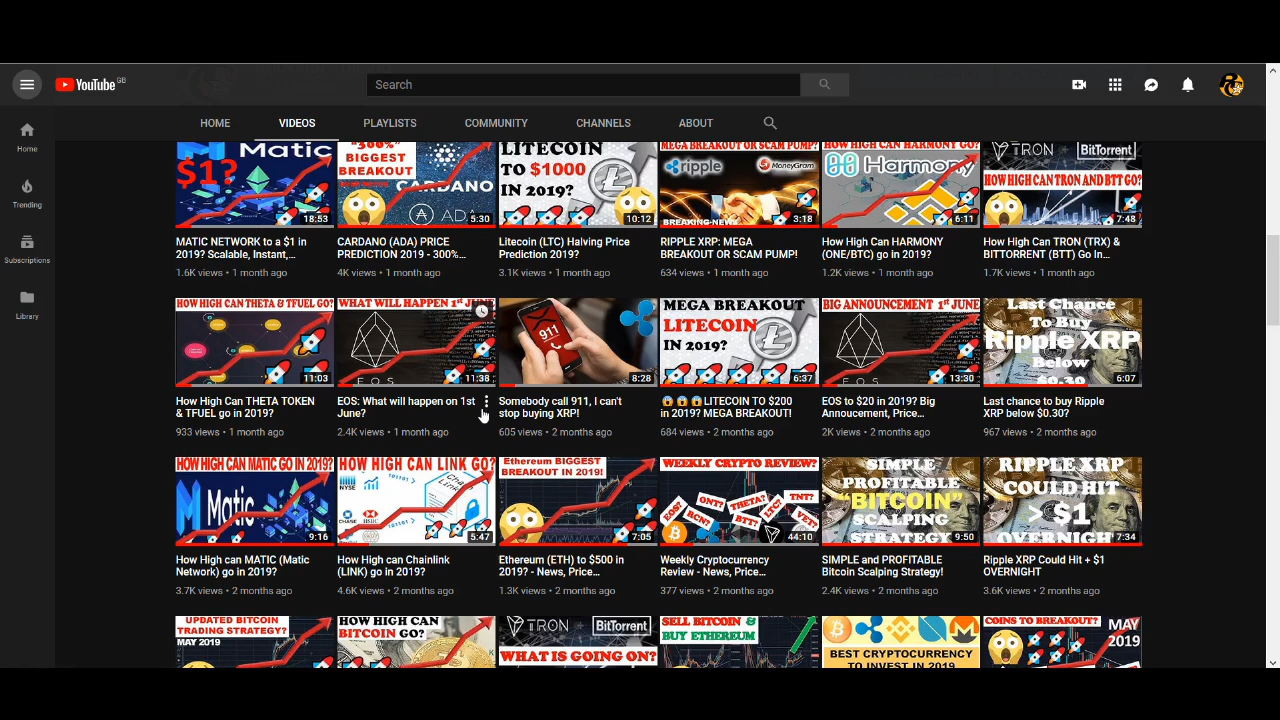 YouTube GB
Search
HOME
VIDEOS
PLAYLISTS
COMMUNITY
CHANNELS
ABOUT
Home
Trending
Subscriptions
Library
Matic
$1?
18:53
"300%"
BIGGEST
BREAKOUT
CARDANO
ADA
5:30
LITECOIN
TO $1000
IN 2019?
10:12
MEGA BREAKOUT OR SCAM PUMP?
ripple
MoneyGram
BREAKING-NEWS
3:18
HOW HIGH CAN HARMONY GO?
Harmony
6:11
TRON
BitTorrent
HOW HIGH CAN TRON AND BTT GO?
7:48
MATIC NETWORK to a $1 in
2019? Scalable, Instant,...
1.6K views • 1 month ago
CARDANO (ADA) PRICE
PREDICTION 2019 - 300%...
4K views • 1 month ago
Litecoin (LTC) Halving Price
Prediction 2019?
3.1K views • 1 month ago
RIPPLE XRP: MEGA
BREAKOUT OR SCAM PUMP!
634 views • 1 month ago
How High Can HARMONY
(ONE/BTC) go in 2019?
1.2K views • 1 month ago
How High Can TRON (TRX) &
BITTORRENT (BTT) Go In...
1.7K views • 1 month ago
HOW HIGH CAN THETA & TFUEL GO?
11:03
WHAT WILL HAPPEN 1ST JUNE?
EOS
11:38
911
8:28
MEGA BREAKOUT
LITECOIN
IN 2019?
6:37
BIG ANNOUNCEMENT 1ST JUNE?
EOS
13:30
Last Chance
To Buy
Ripple XRP
Below
$0.30?
6:07
How High Can THETA TOKEN
& TFUEL go in 2019?
933 views • 1 month ago
EOS: What will happen on 1st
June?
2.4K views • 1 month ago
Somebody call 911, I can't
stop buying XRP!
605 views • 2 months ago
😱😱😱LITECOIN TO $200
in 2019? MEGA BREAKOUT!
684 views • 2 months ago
EOS to $20 in 2019? Big
Annoucement, Price...
2K views • 2 months ago
Last chance to buy Ripple
XRP below $0.30?
967 views • 2 months ago
HOW HIGH CAN MATIC GO IN 2019?
Matic
9:16
HOW HIGH CAN LINK GO?
NYSE
CHASE
HSBC
5:47
Ethereum BIGGEST
BREAKOUT IN 2019!
7:05
WEEKLY CRYPTO REVIEW?
EOS?
ONT?
THETA?
LTC?
TNT?
RCN?
BTT?
VET?
44:10
SIMPLE
PROFITABLE
"BITCOIN"
SCALPING
STRATEGY
9:50
RIPPLE XRP
COULD HIT
> $1
OVERNIGHT
7:34
How High can MATIC (Matic
Network) go in 2019?
3.7K views • 2 months ago
How High can Chainlink
(LINK) go in 2019?
4.6K views • 2 months ago
Ethereum (ETH) to $500 in
2019? - News, Price...
1.3K views • 2 months ago
Weekly Cryptocurrency
Review - News, Price...
377 views • 2 months ago
SIMPLE and PROFITABLE
Bitcoin Scalping Strategy!
2.4K views • 2 months ago
Ripple XRP Could Hit + $1
OVERNIGHT
3.6K views • 2 months ago
UPDATED BITCOIN
TRADING STRATEGY?
MAY 2019
HOW HIGH CAN
BITCOIN GO?
TRON
BitTorrent
WHAT IS GOING ON?
SELL BITCOIN &
BUY ETHEREUM
BEST CRYPTOCURRENCY
TO INVEST IN 2019
COINS TO BREAKOUT?
MAY
2019